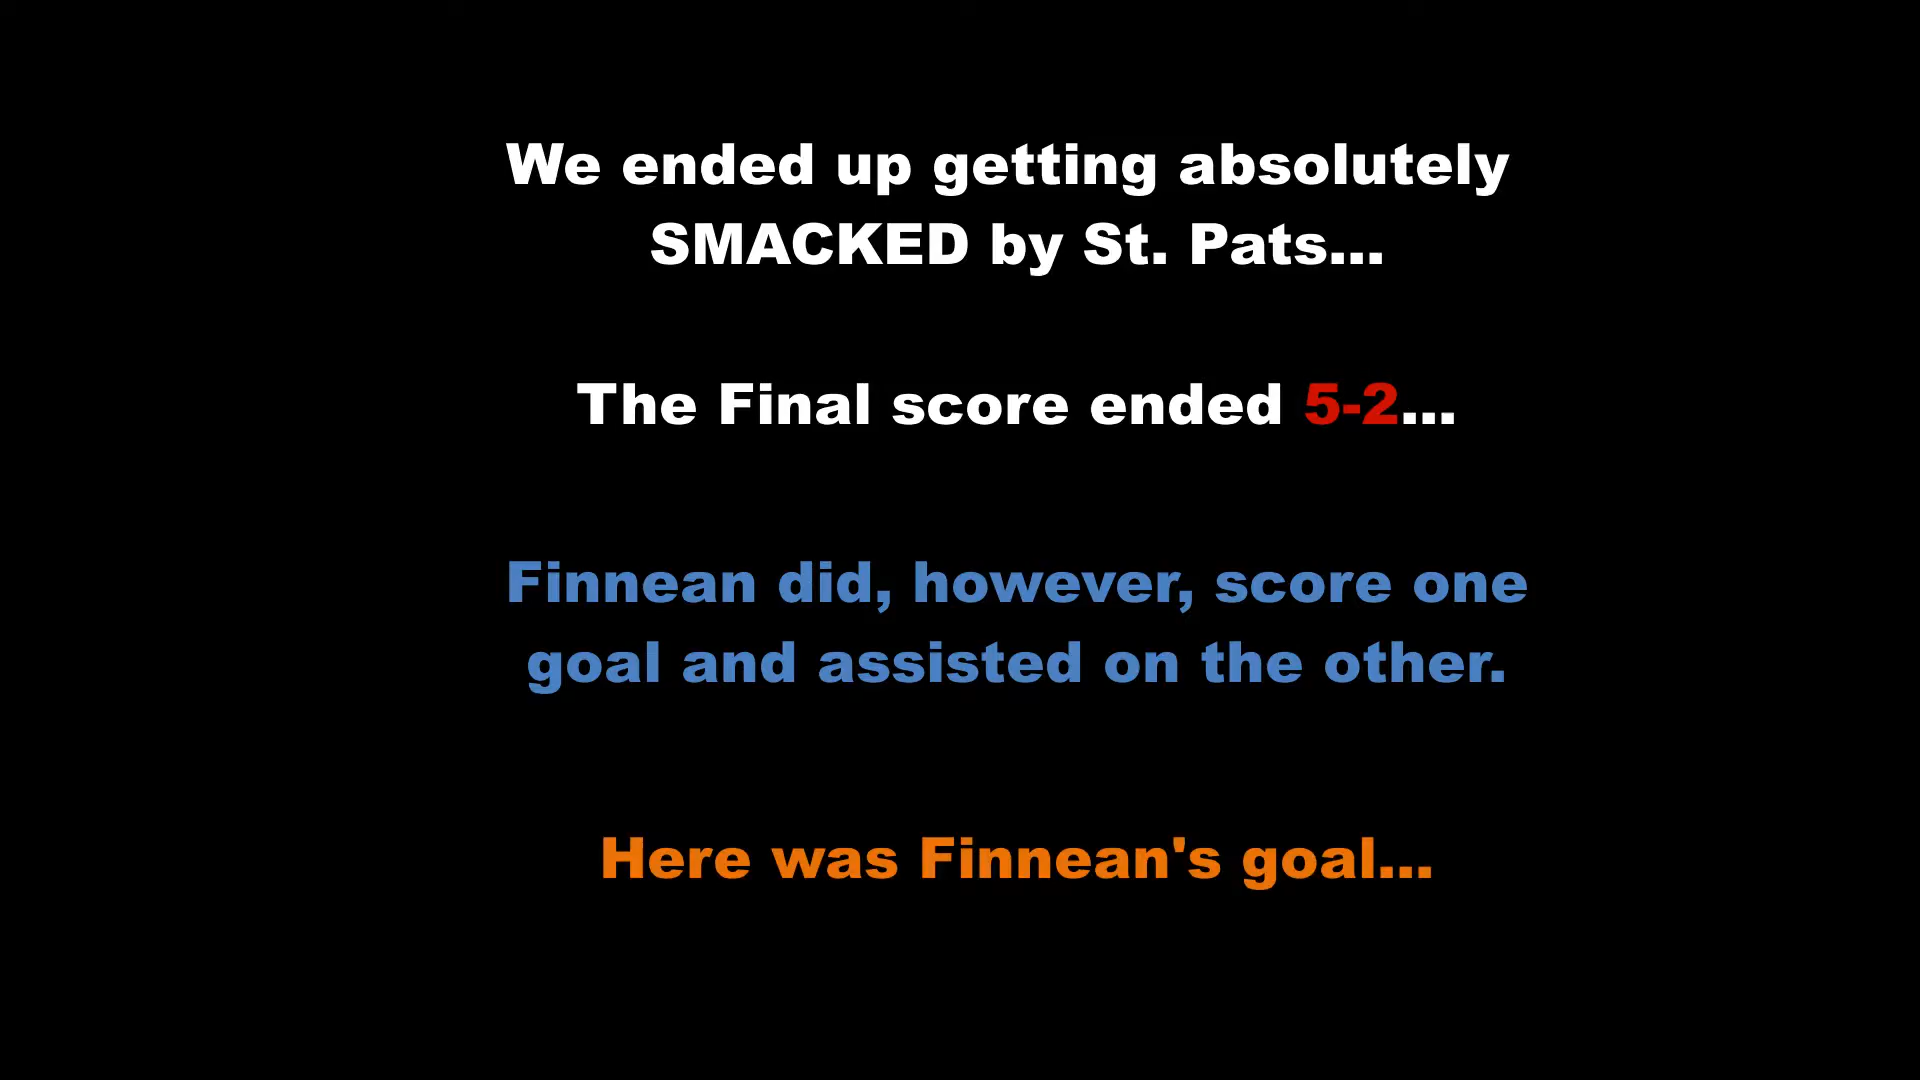 We ended up getting absolutely
SMACKED by St. Pats...
The Final score ended 5-2...
Finnean did, however, score one
goal and assisted on the other.
Here was Finnean's goal...